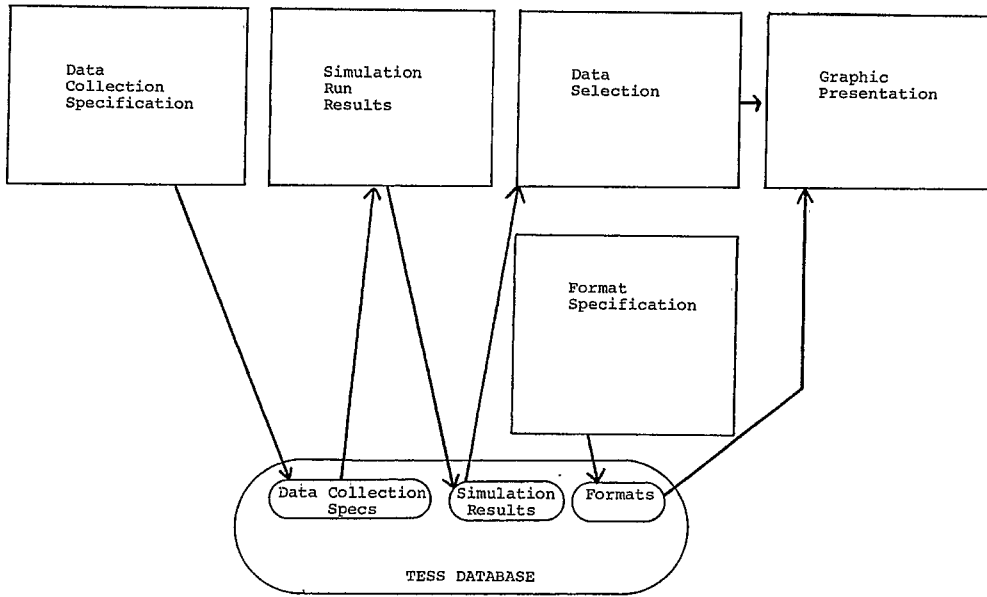 Data
Collection
Specification
Simulation
Run
Results
Data
Selection
Graphic
Presentation
Format
Specification
Data Collection
Specs
Simulation
Results
Formats
TESS DATABASE